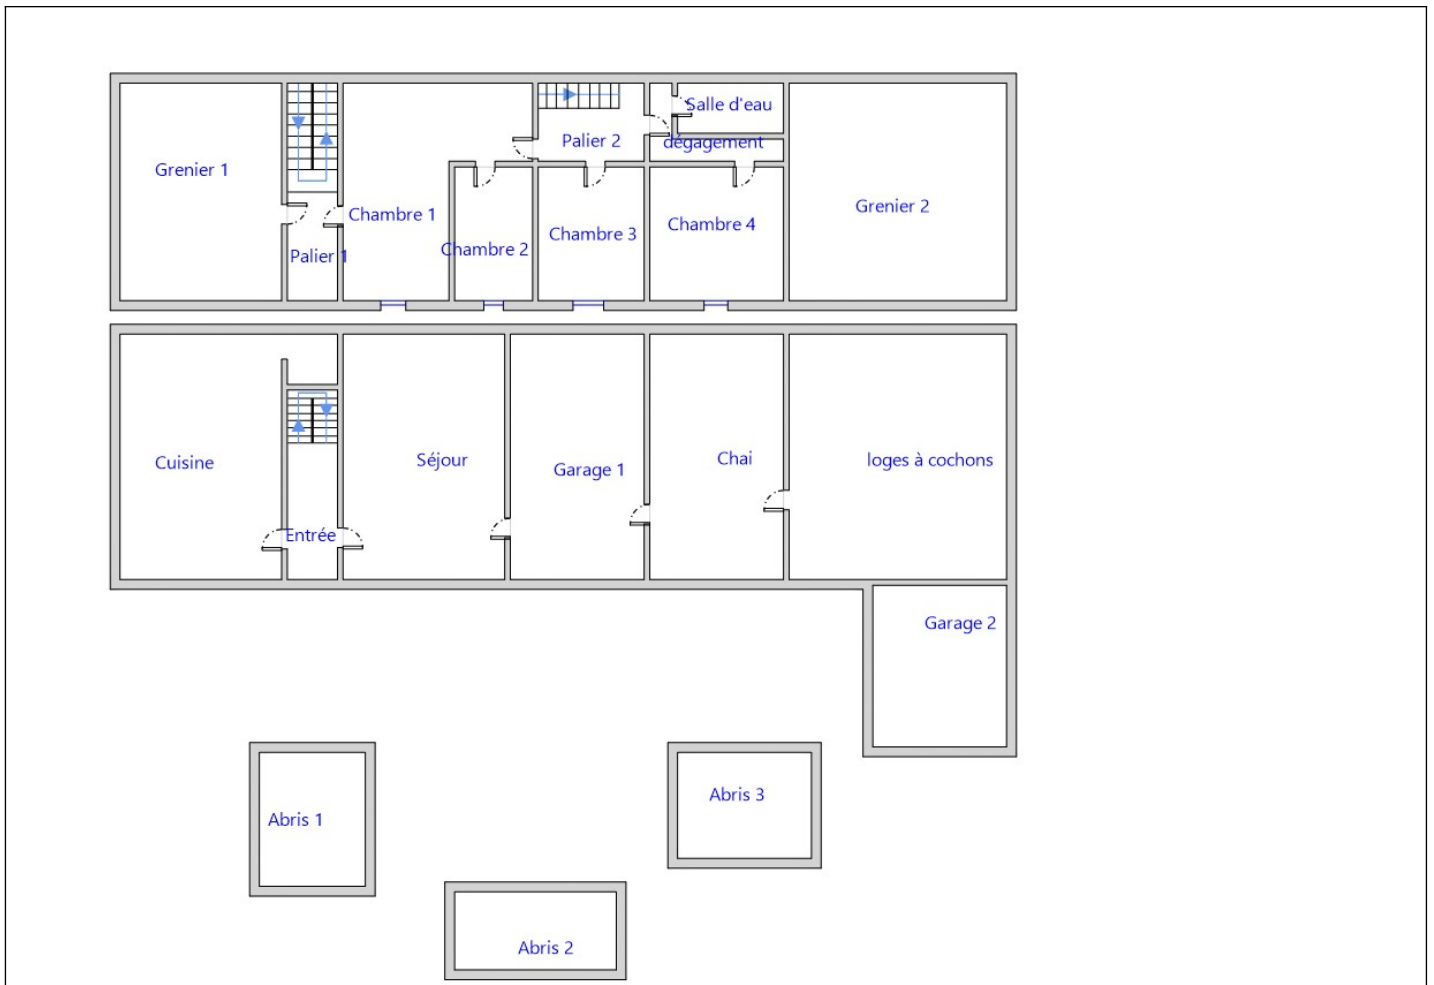 Salle d'eau
Palier 2
dégagement
Grenier 1
Chambre 1
Grenier 2
Chambre 4
Chambre 3
Chambre 2
Palier 1
Cuisine
Séjour
Garage 1
Chai
loges à cochons
Entrée
Garage 2
Abris 3
Abris 1
Abris 2